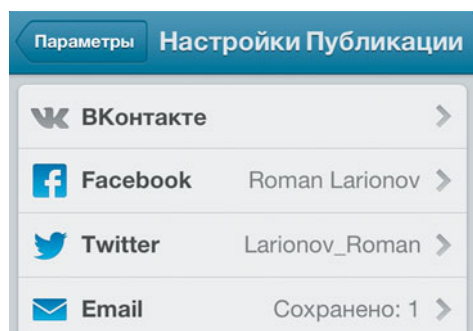 Параметры Настройки Публикации
ВКонтакте
Facebook Roman Larionov
Twitter Larionov_Roman
Email Сохранено: 1